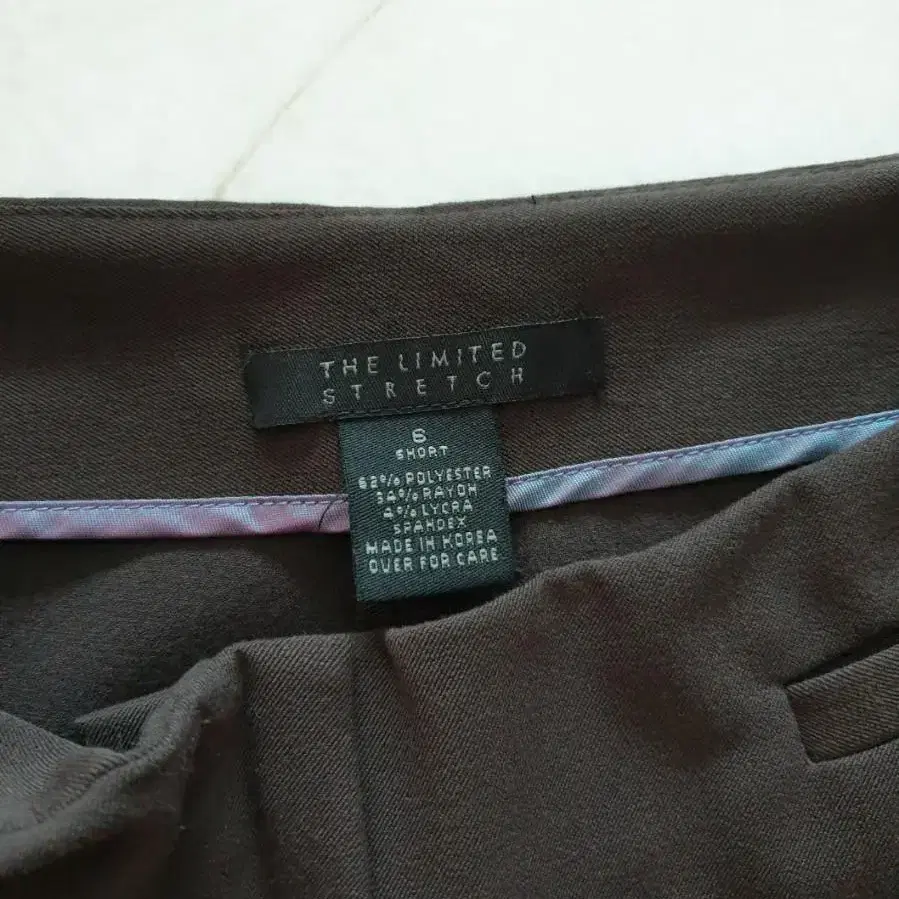 THE LIMITED
STRETCH
6
SHORT
62% POLYESTER
34% RAYON
4% LYCRA
SPANDEX
MADE IN KOREA
OVER FOR CARE